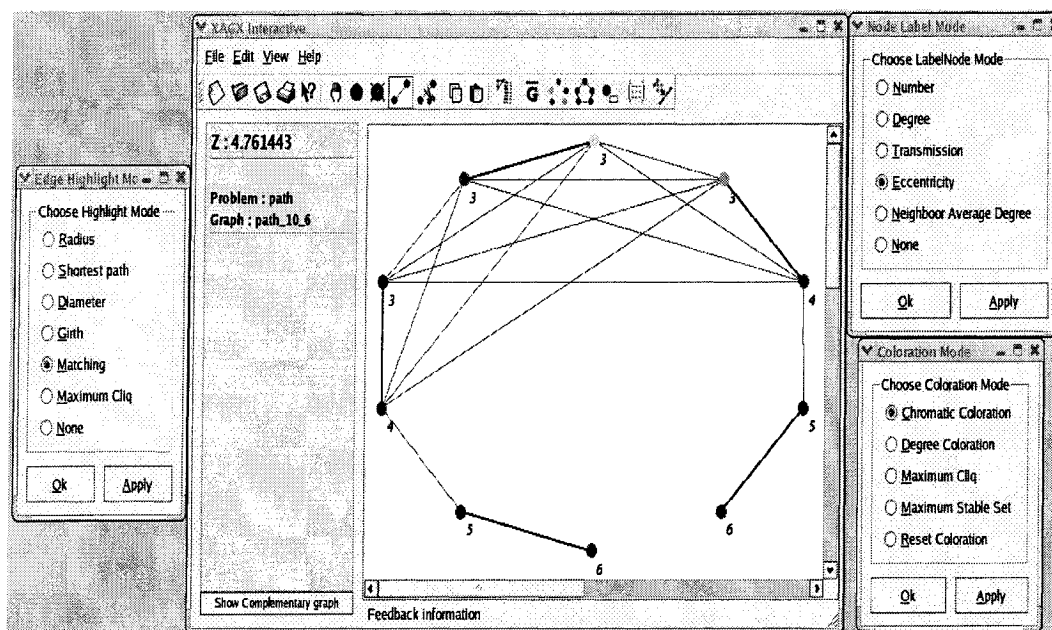 XAGX Interactive
File Edit View Help
G
Z : 4.761443
Problem : path
Graph : path_10_6
Show Complementary graph
Feedback information
3
3
3
3
4
4
5
5
6
6
Edge Highlight Mo
Choose Highlight Mode
Radius
Shortest path
Diameter
Girth
Matching
Maximum Cliq
None
Ok
Apply
Node Label Mode
Choose LabelNode Mode
Number
Degree
Transmission
Eccentricity
Neighboor Average Degree
None
Ok
Apply
Coloration Mode
Choose Coloration Mode
Chromatic Coloration
Degree Coloration
Maximum Cliq
Maximum Stable Set
Reset Coloration
Ok
Apply